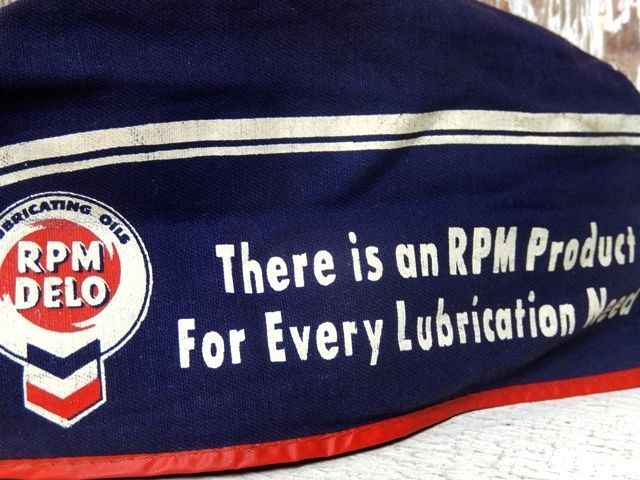 LUBRICATING OILS
RPM
DELO
There is an RPM Product
For Every Lubrication Need